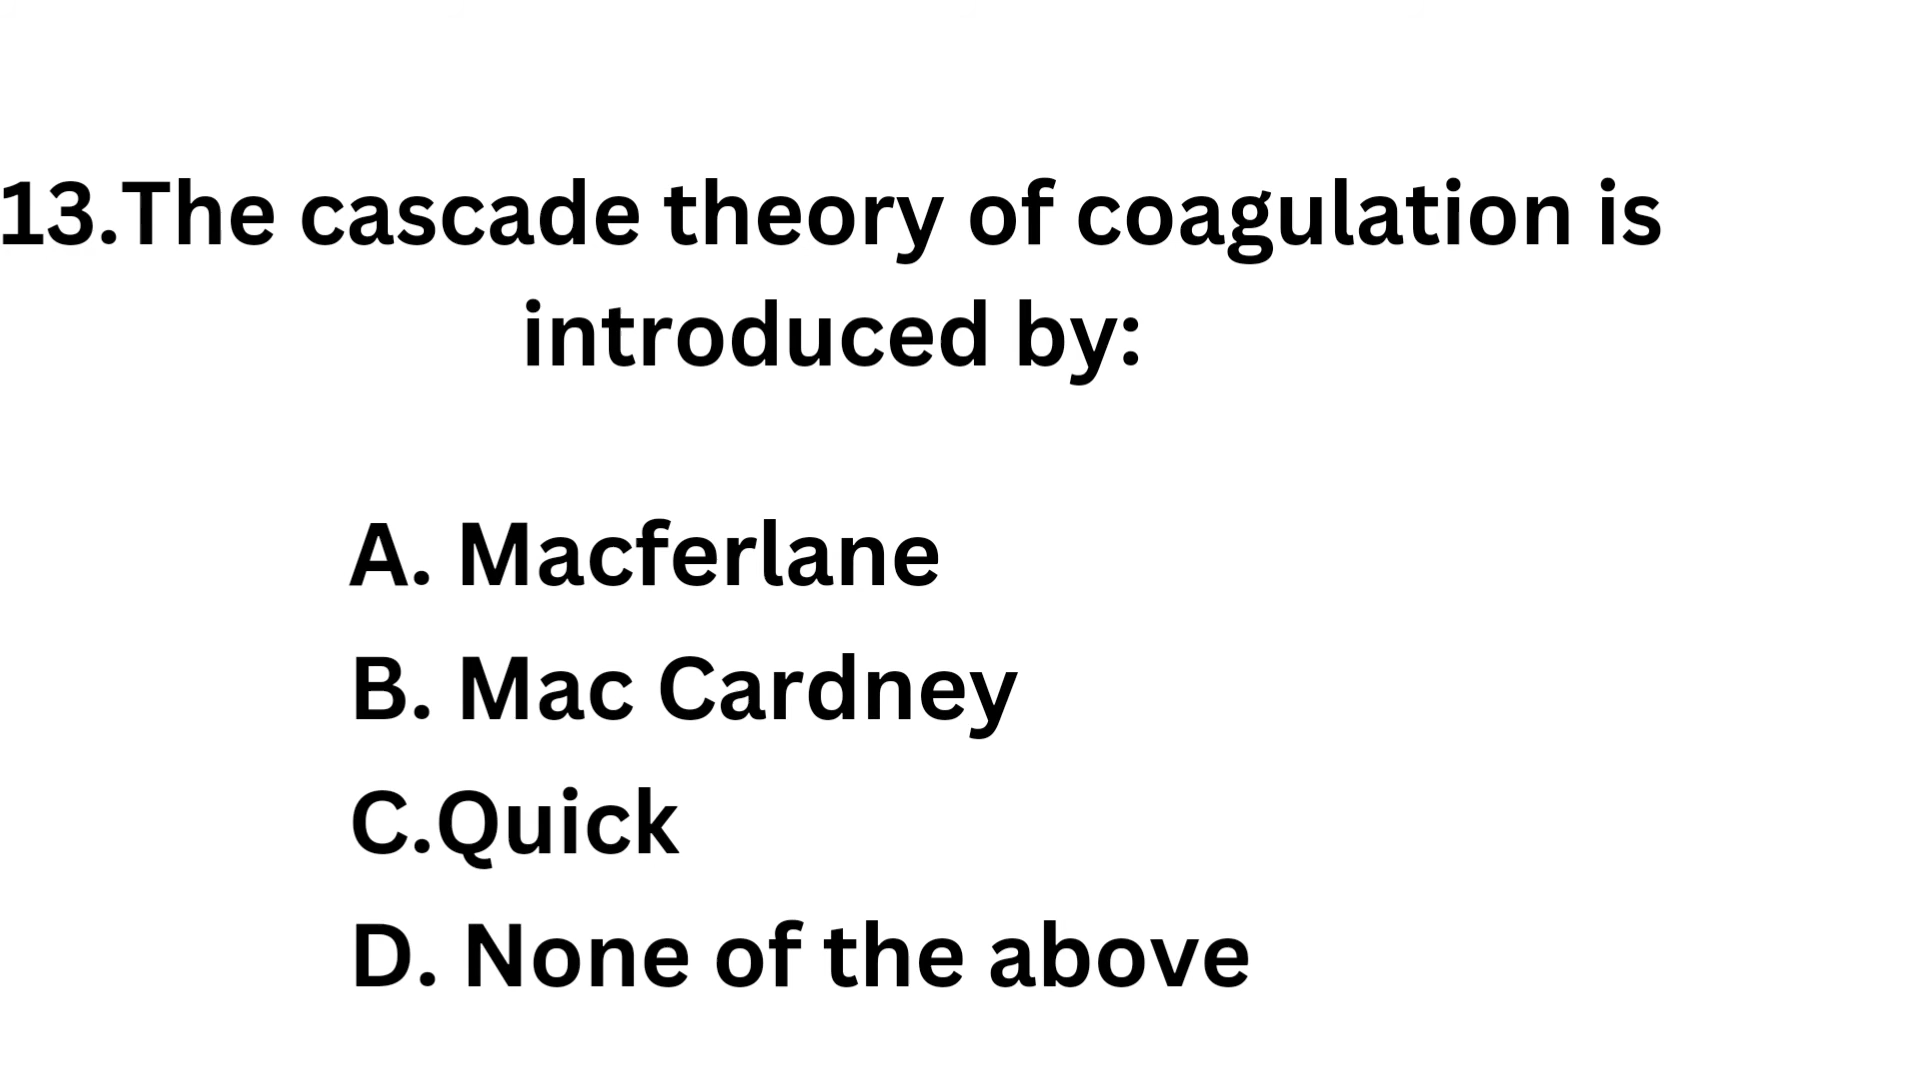 13.The cascade theory of coagulation is
introduced by:
A. Macferlane
B. Mac Cardney
C.Quick
D. None of the above